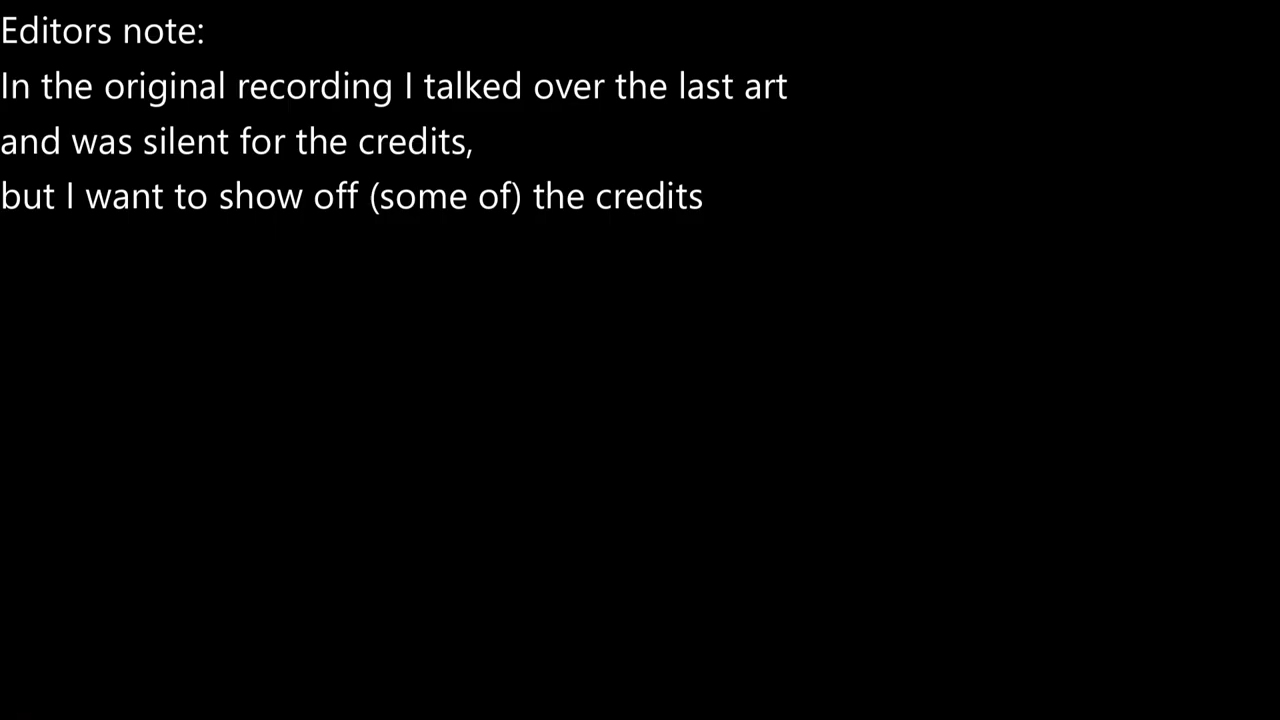 Editors note:
In the original recording I talked over the last art
and was silent for the credits,
but I want to show off (some of) the credits